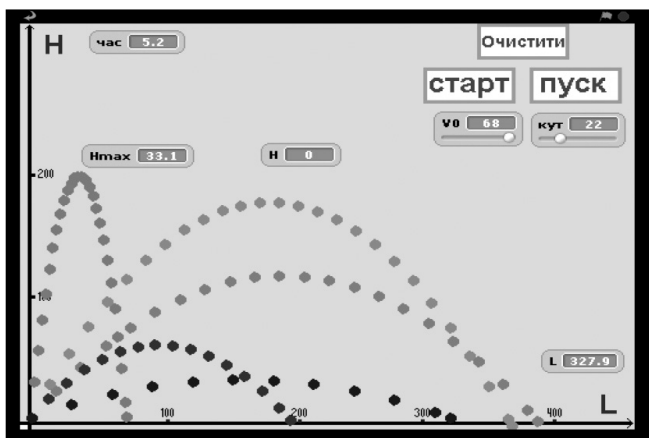 H
час 5.2
Очистити
старт пуск
V0 68
кут 22
Hmax 33.1
H 0
200
100
L 327.9
100 200 300 400
L